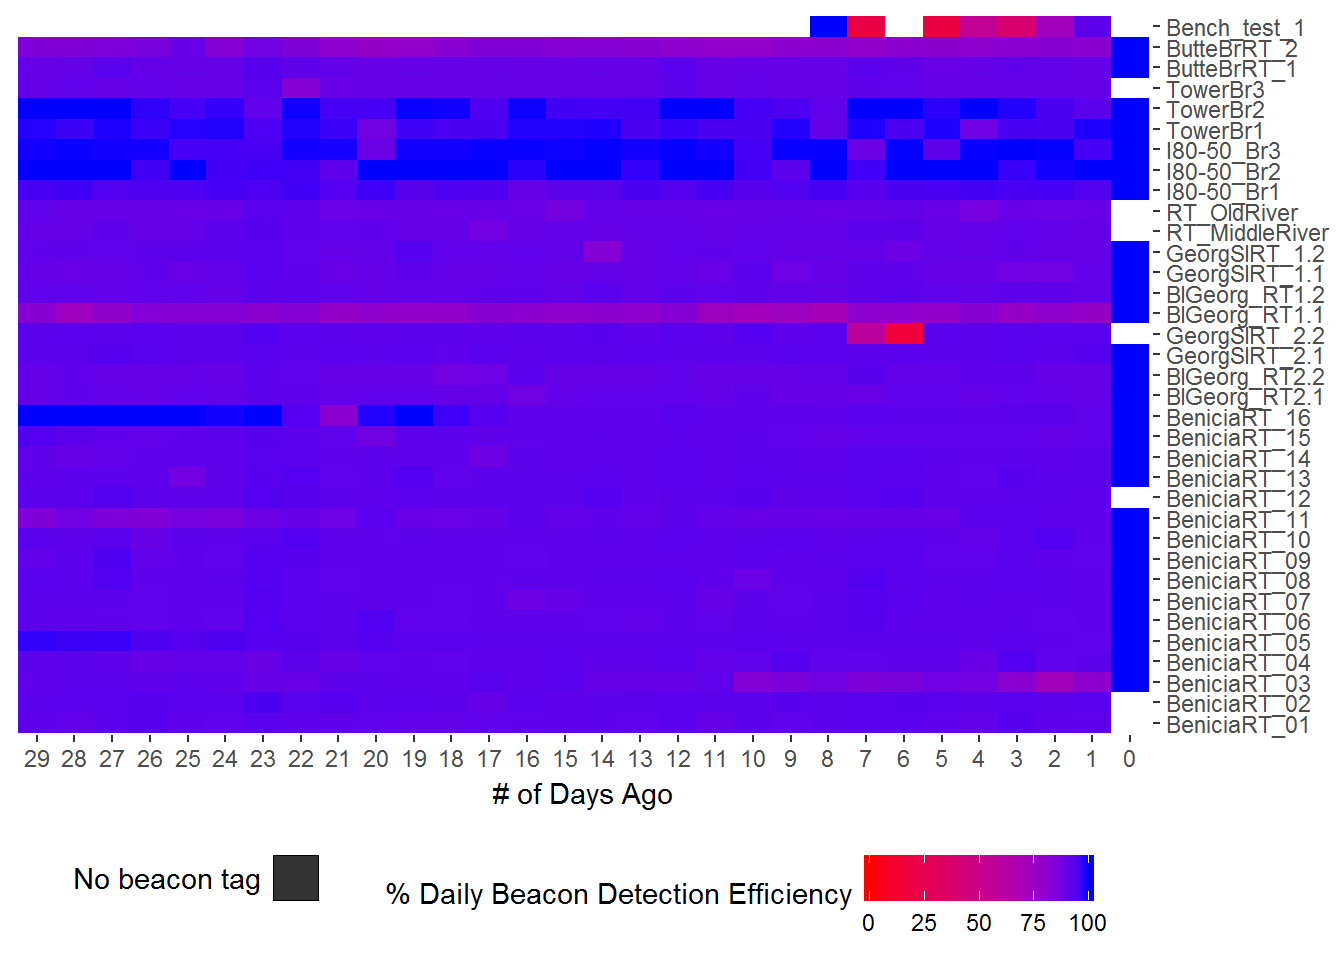 Bench_test_1
ButteBrRT_2
ButteBrRT_1
TowerBr3
TowerBr2
TowerBr1
I80-50_Br3
I80-50_Br2
I80-50_Br1
RT_OldRiver
RT_MiddleRiver
GeorgSlRT_1.2
GeorgSlRT_1.1
BlGeorg_RT1.2
BlGeorg_RT1.1
GeorgSlRT_2.2
GeorgSlRT_2.1
BlGeorg_RT2.2
BlGeorg_RT2.1
BeniciaRT_16
BeniciaRT_15
BeniciaRT_14
BeniciaRT_13
BeniciaRT_12
BeniciaRT_11
BeniciaRT_10
BeniciaRT_09
BeniciaRT_08
BeniciaRT_07
BeniciaRT_06
BeniciaRT_05
BeniciaRT_04
BeniciaRT_03
BeniciaRT_02
BeniciaRT_01
29 28 27 26 25 24 23 22 21 20 19 18 17 16 15 14 13 12 11 10 9 8 7 6 5 4 3 2 1 0
# of Days Ago
No beacon tag
% Daily Beacon Detection Efficiency
0 25 50 75 100